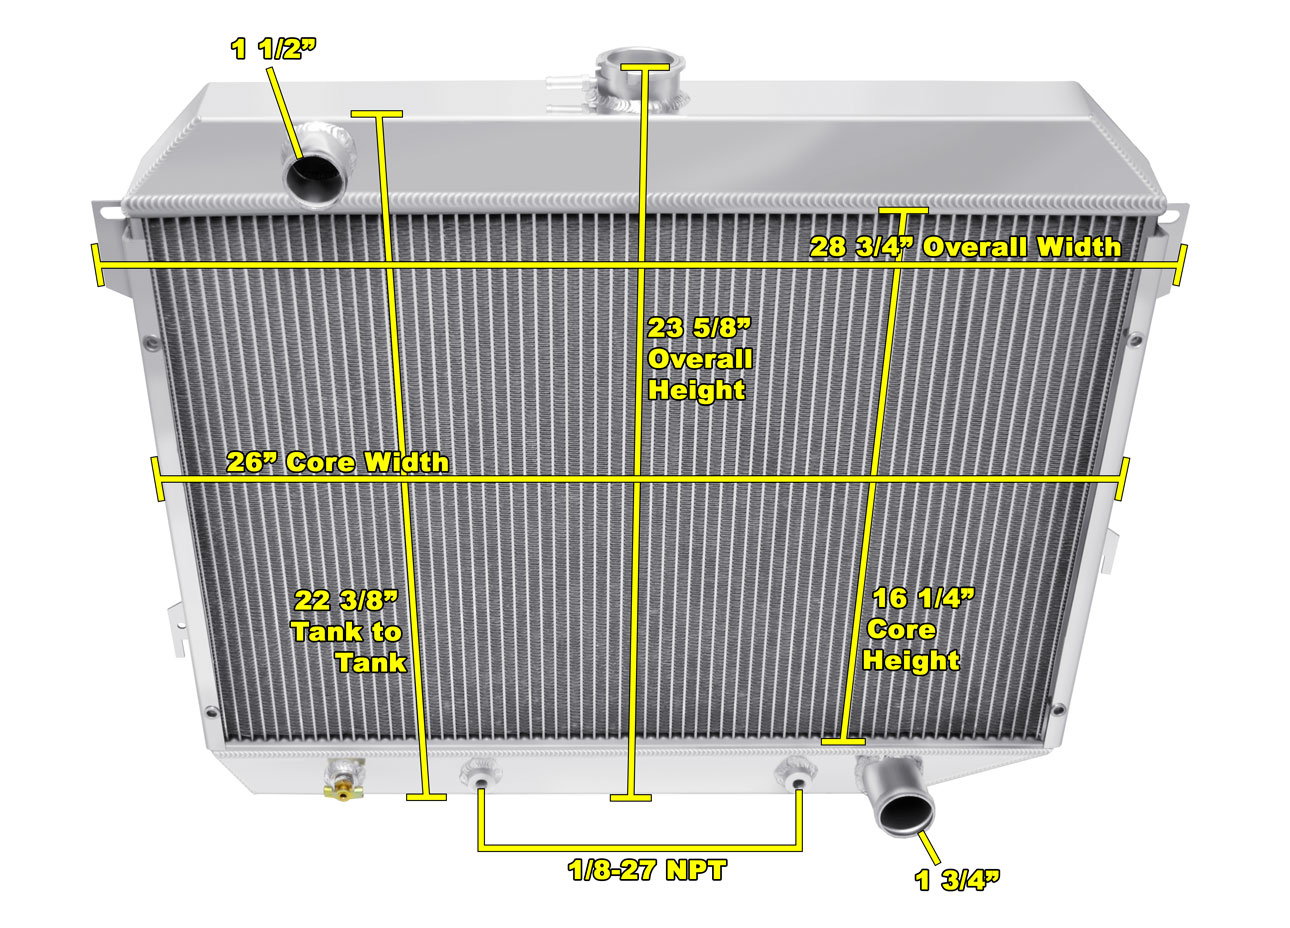 1 1/2”
28 3/4” Overall Width
23 5/8”
Overall
Height
26” Core Width
22 3/8”
Tank to
Tank
16 1/4”
Core
Height
1/8-27 NPT
1 3/4”